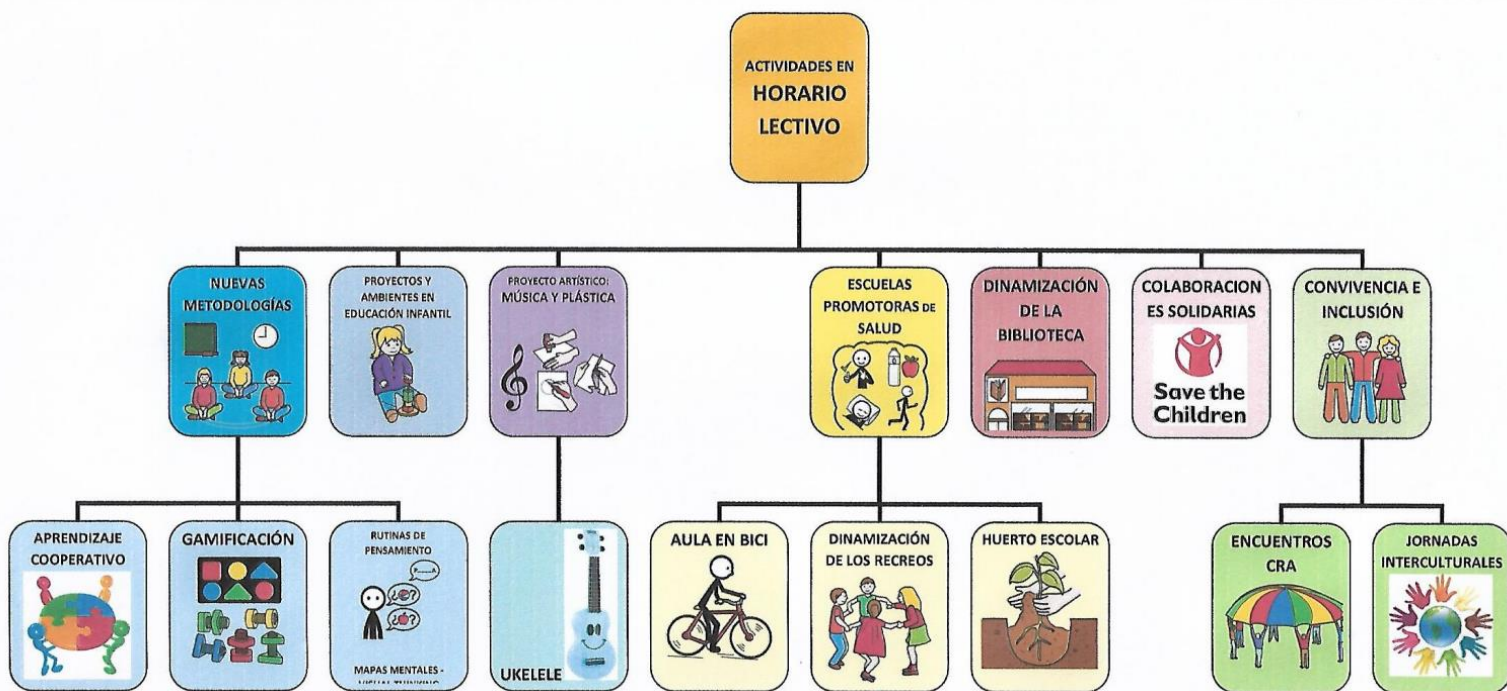 ACTIVIDADES EN
HORARIO
LECTIVO
NUEVAS
METODOLOGÍAS
PROYECTOS Y
AMBIENTES EN
EDUCACIÓN INFANTIL
PROYECTO ARTÍSTICO:
MÚSICA Y PLÁSTICA
ESCUELAS
PROMOTORAS DE
SALUD
DINAMIZACIÓN
DE LA
BIBLIOTECA
COLABORACION
ES SOLIDARIAS
Save the
Children
CONVIVENCIA E
INCLUSIÓN
APRENDIZAJE
COOPERATIVO
GAMIFICACIÓN
RUTINAS DE
PENSAMIENTO
MAPAS MENTALES -
VISUAL THINKING
UKELELE
AULA EN BICI
DINAMIZACIÓN
DE LOS RECREOS
HUERTO ESCOLAR
ENCUENTROS
CRA
JORNADAS
INTERCULTURALES